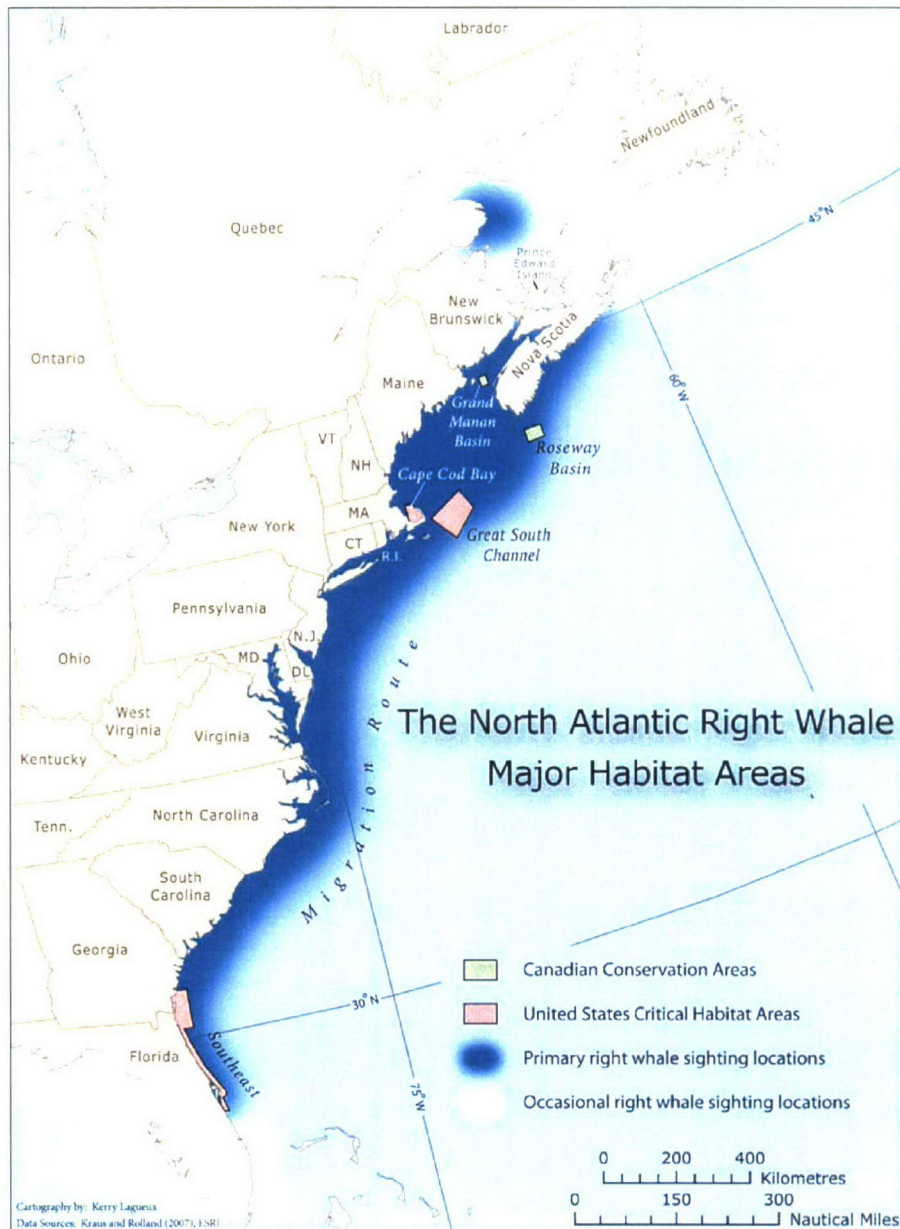 Labrador
Newfoundland
Quebec
45°N
Prince
Edward
Island
New
Brunswick
Nova Scotia
Ontario
Maine
60°W
Grand
Manan
Basin
VT
NH
Roseway
Basin
Cape Cod Bay
MA
New York
CT
R.I.
Great South
Channel
Pennsylvania
N.J.
Ohio
MD
DL
West
Virginia
Virginia
Kentucky
Migration Route
The North Atlantic Right Whale
Major Habitat Areas
North Carolina
Tenn.
South
Carolina
Georgia
Canadian Conservation Areas
30°N
United States Critical Habitat Areas
Florida
Southeast
Primary right whale sighting locations
75°W
Occasional right whale sighting locations
0 200 400
Kilometres
0 150 300
Nautical Miles
Cartography by: Kerry Lagueux
Data Sources: Kraus and Rolland (2007), ESRI